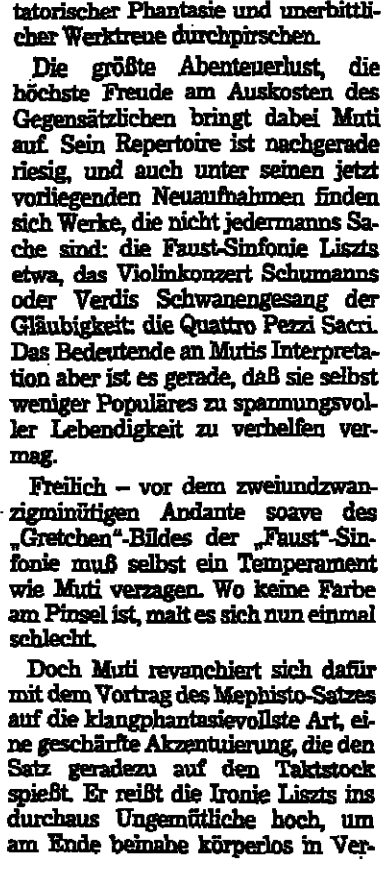 tatorischer Phantasie und unerbittli-
cher Werktreue durchpirschen.
Die größte Abenteuerlust, die
höchste Freude am Auskosten des
Gegensätzlichen bringt dabei Muti
auf. Sein Repertoire ist nachgerade
riesig, und auch unter seinen jetzt
vorliegenden Neuaufnahmen finden
sich Werke, die nicht jedermanns Sa-
che sind: die Faust-Sinfonie Liszts
etwa, das Violinkonzert Schumanns
oder Verdis Schwanengesang der
Gläubigkeit: die Quattro Pezzi Sacri.
Das Bedeutende an Mutis Interpreta-
tion aber ist es gerade, daß sie selbst
weniger Populäres zu spannungsvol-
ler Lebendigkeit zu verhelfen ver-
mag.
Freilich – vor dem zweiundzwan-
zigminütigen Andante soave des
„Gretchen“-Bildes der „Faust“-Sin-
fonie muß selbst ein Temperament
wie Muti verzagen. Wo keine Farbe
am Pinsel ist, malt es sich nun einmal
schlecht.
Doch Muti revanchiert sich dafür
mit dem Vortrag des Mephisto-Satzes
auf die klangphantasievollste Art, ei-
ne geschärfte Akzentuierung, die den
Satz geradezu auf den Taktstock
spießt. Er reißt die Ironie Liszts ins
durchaus Ungemütliche hoch, um
am Ende beinahe körperlos in Ver-